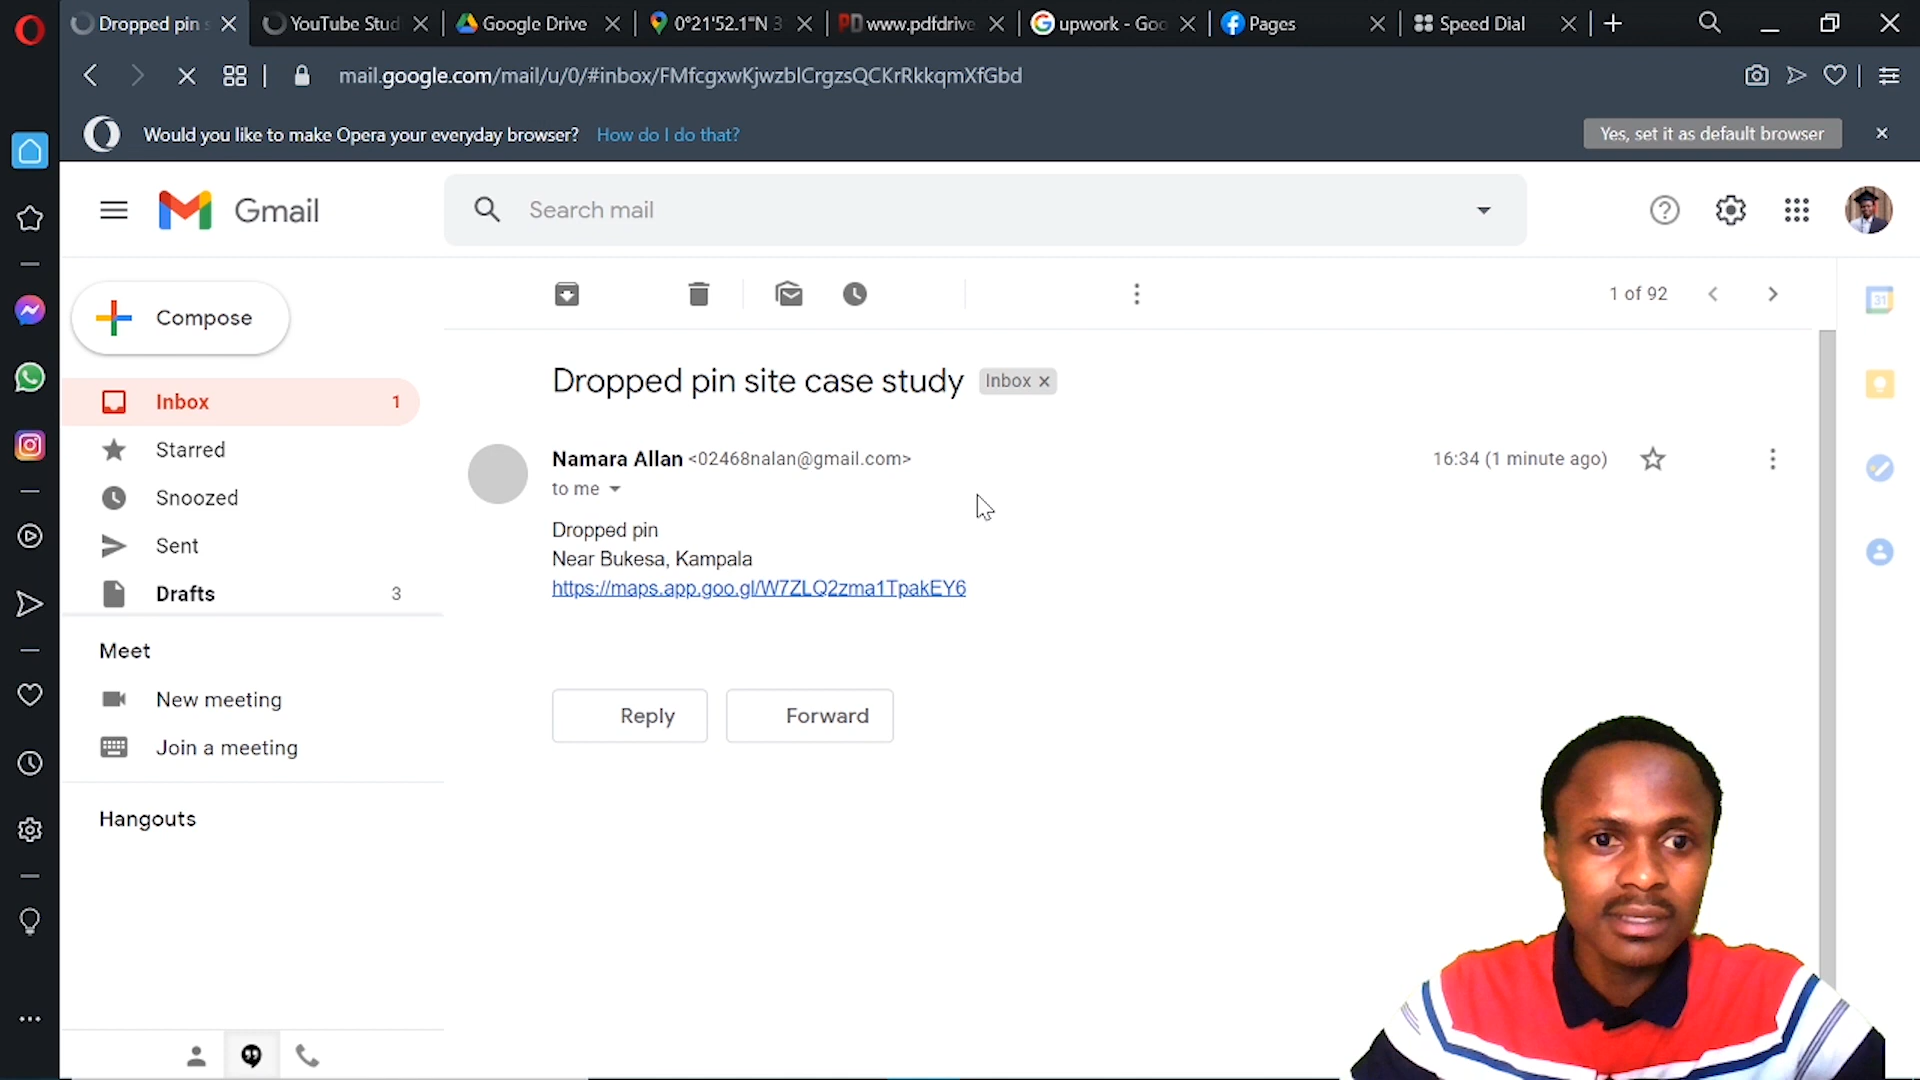 Dropped pin s
YouTube Stud
Google Drive
0°21'52.1"N 3
PD www.pdfdrive
upwork - Goo
Pages
Speed Dial
mail.google.com/mail/u/0/#inbox/FMfcgxwKjwzblCrgzsQCKrRkkqmXfGbd
Would you like to make Opera your everyday browser? How do I do that?
Yes, set it as default browser
Gmail
Search mail
Compose
1 of 92
31
Inbox 1
Starred
Snoozed
Sent
Drafts 3
Meet
New meeting
Join a meeting
Hangouts
Dropped pin site case study Inbox x
Namara Allan <02468nalan@gmail.com>
16:34 (1 minute ago)
to me
Dropped pin
Near Bukesa, Kampala
https://maps.app.goo.gl/W7ZLQ2zma1TpakEY6
Reply
Forward